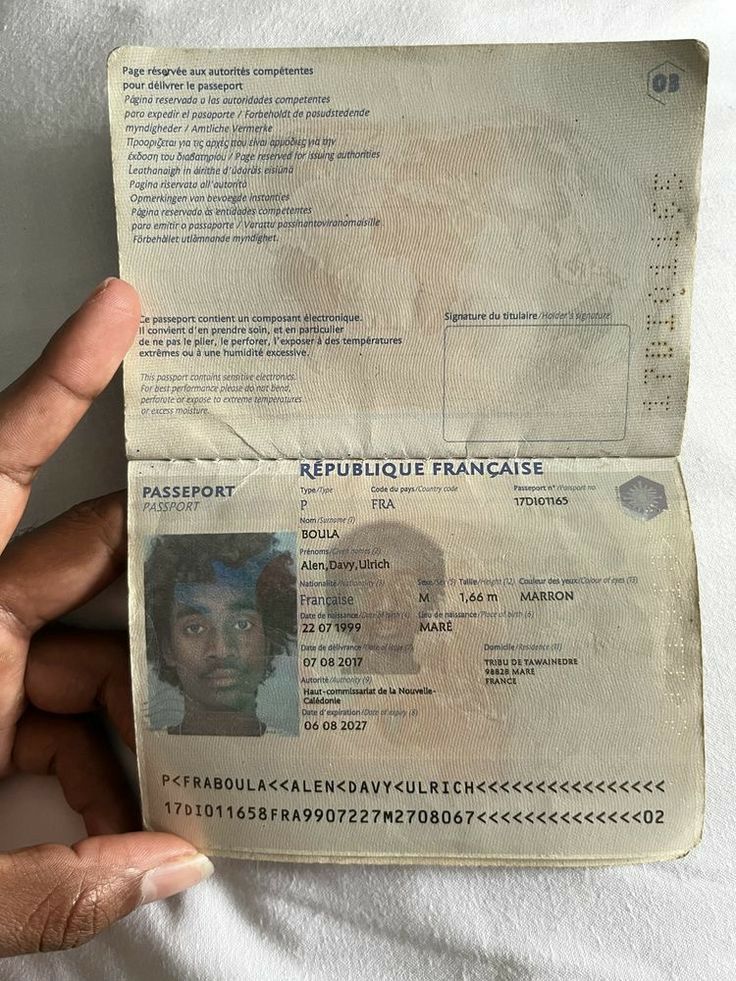 03
Page réservée aux autorités compétentes
pour délivrer le passeport
Página reservada a las autoridades competentes
para expedir el pasaporte / Forbeholdt de pasudstedende
myndigheder / Amtliche Vermerke
Προορίζεται για τις αρχές που είναι αρμόδιες για την
έκδοση του διαβατηρίου / Page reserved for issuing authorities
Leathanaigh in áirithe d'údaráis eisiúna
Pagina riservata all'autorità
Opmerkingen van bevoegde instanties
Página reservada às entidades competentes
para emitir o passaporte / Varattu passinantoviranomaisille
Förbehållet utlämnande myndighet.
17DI01165
Ce passeport contient un composant électronique.
Il convient d'en prendre soin, et en particulier
de ne pas le plier, le perforer, l'exposer à des températures
extrêmes ou à une humidité excessive.
This passport contains sensitive electronics.
For best performance please do not bend,
perforate or expose to extreme temperatures
or excess moisture.
Signature du titulaire/Holder's signature
RÉPUBLIQUE FRANÇAISE
PASSEPORT
PASSPORT
Type/Type Code du pays/Country code Passeport n°/Passport no
P FRA 17DI01165
Nom/Surname (1)
BOULA
Prénoms/Given names (2)
Alen,Davy,Ulrich
Nationalité/Nationality (3) Sexe/Sex (5) Taille/Height (12) Couleur des yeux/Colour of eyes (13)
Française M 1,66 m MARRON
Date de naissance/Date of birth (4) Lieu de naissance/Place of birth (6)
22 07 1999 MARÉ
Date de délivrance/Date of issue (7) Domicile/Residence (11)
07 08 2017 TRIBU DE TAWAINEDRE
98828 MARÉ
FRANCE
Autorité/Authority (9)
Haut-commissariat de la Nouvelle-
Calédonie
Date d'expiration/Date of expiry (8)
06 08 2027
P<FRABOULA<<ALEN<DAVY<ULRICH<<<<<<<<<<<<<<<<
17DI011658FRA9907227M2708067<<<<<<<<<<<<<<02